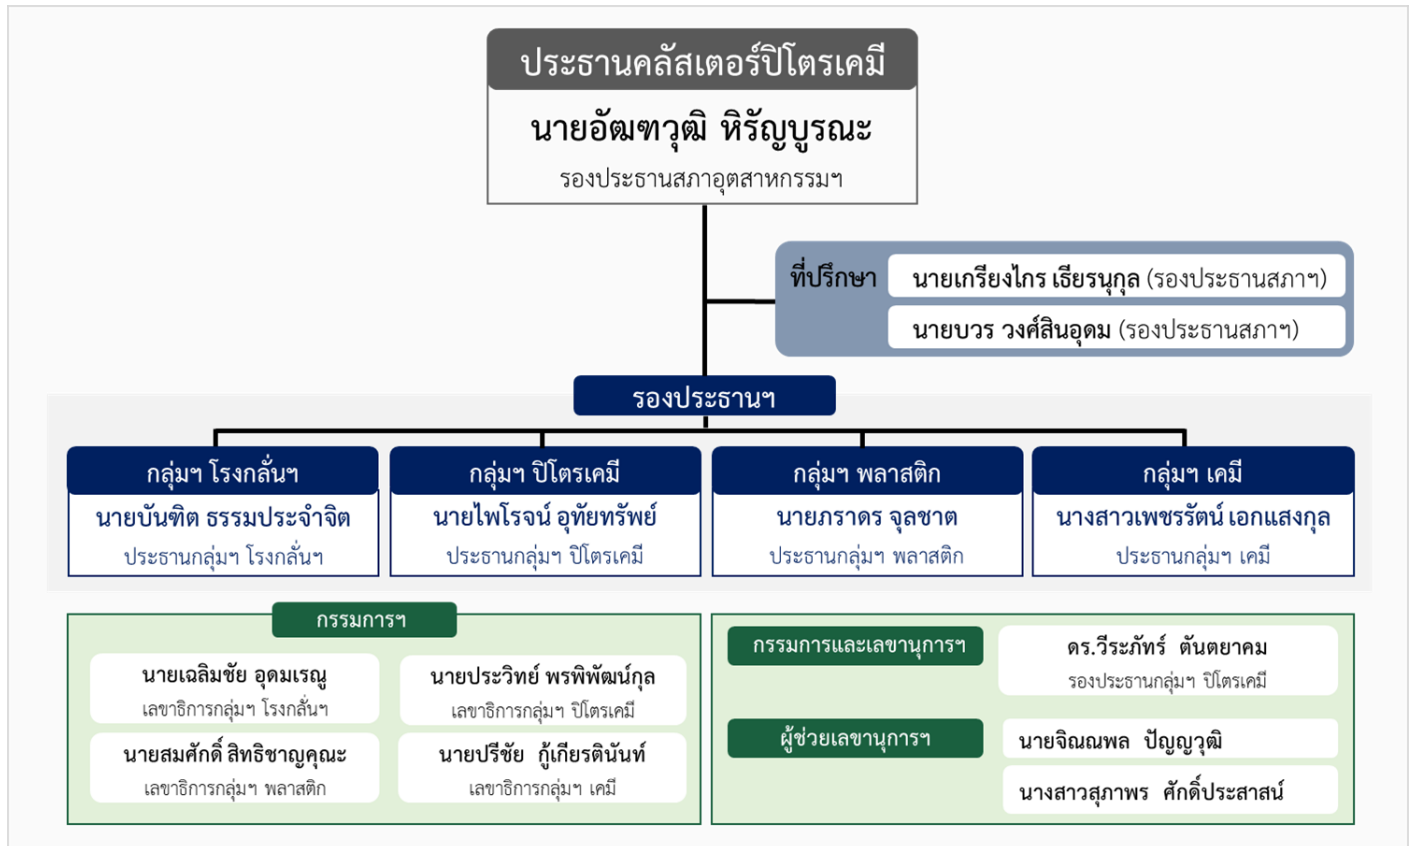 ประธานคลัสเตอร์ปิโตรเคมี
นายอัฒฑวุฒิ หิรัญบูรณะ
รองประธานสภาอุตสาหกรรมฯ
ที่ปรึกษา
นายเกรียงไกร เธียรนุกุล (รองประธานสภาฯ)
นายบวร วงศ์สินอุดม (รองประธานสภาฯ)
รองประธานฯ
กลุ่มฯ โรงกลั่นฯ
นายบันฑิต ธรรมประจำจิต
ประธานกลุ่มฯ โรงกลั่นฯ
กลุ่มฯ ปิโตรเคมี
นายไพโรจน์ อุทัยทรัพย์
ประธานกลุ่มฯ ปิโตรเคมี
กลุ่มฯ พลาสติก
นายภราดร จุลชาต
ประธานกลุ่มฯ พลาสติก
กลุ่มฯ เคมี
นางสาวเพชรรัตน์ เอกแสงกุล
ประธานกลุ่มฯ เคมี
กรรมการฯ
นายเฉลิมชัย อุดมเรณู
เลขาธิการกลุ่มฯ โรงกลั่นฯ
นายประวิทย์ พรพิพัฒน์กุล
เลขาธิการกลุ่มฯ ปิโตรเคมี
นายสมศักดิ์ สิทธิชาญคุณะ
เลขาธิการกลุ่มฯ พลาสติก
นายปรีชัย กู้เกียรตินันท์
เลขาธิการกลุ่มฯ เคมี
กรรมการและเลขานุการฯ
ดร.วีระภัทร์ ตันตยาคม
รองประธานกลุ่มฯ ปิโตรเคมี
ผู้ช่วยเลขานุการฯ
นายจิณณพล ปัญญวุฒิ
นางสาวสุภาพร ศักดิ์ประสาสน์